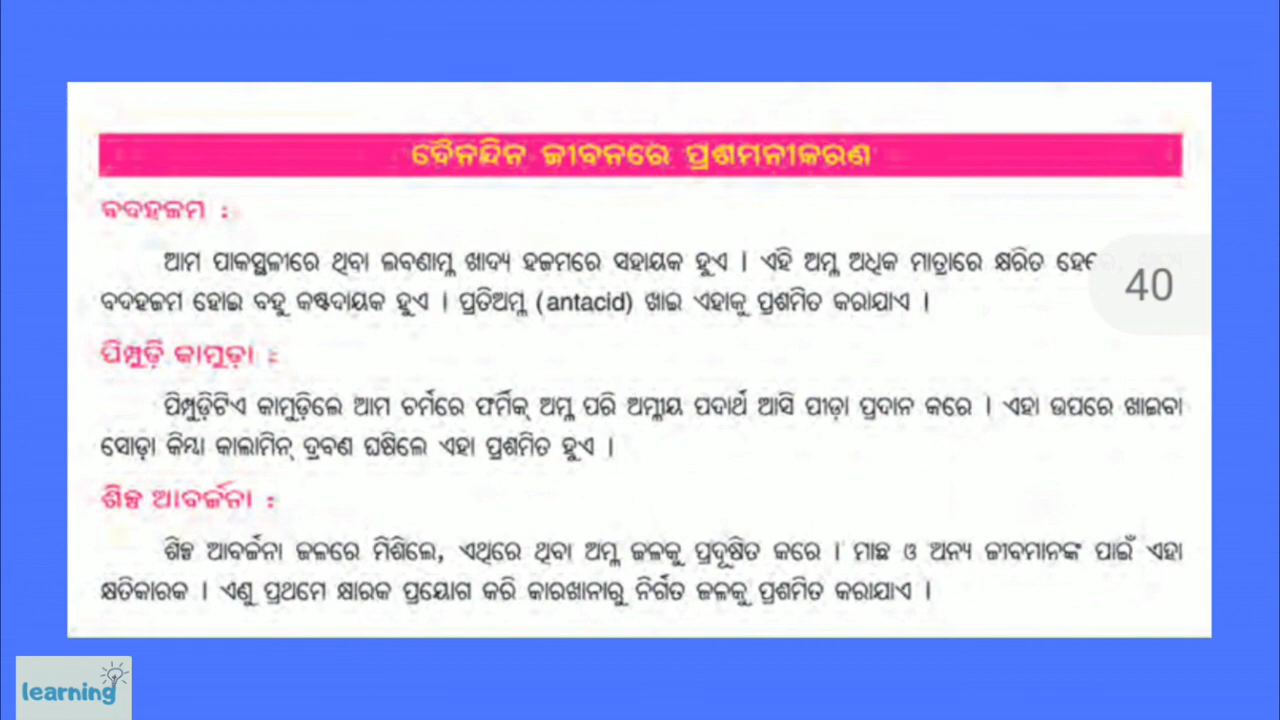 ଦୈନନ୍ଦିନ ଜୀବନରେ ପ୍ରଶମନୀକରଣ
ବଦହଜମ :
ଆମ ପାକସ୍ଥଳୀରେ ଥିବା ଲବଣାମ୍ଳ ଖାଦ୍ୟ ହଜମରେ ସହାୟକ ହୁଏ । ଏହି ଅମ୍ଳ ଅଧିକ ମାତ୍ରାରେ କ୍ଷରିତ
40
ବଦହଜମ ହୋଇ ବହୁ କଷ୍ଟଦାୟକ ହୁଏ । ପ୍ରତିଅମ୍ଳ (antacid) ଖାଇ ଏହାକୁ ପ୍ରଶମିତ କରାଯାଏ ।
ପିମ୍ପୁଡ଼ି କାମୁଡ଼ା :
ପିମ୍ପୁଡ଼ିଟିଏ କାମୁଡ଼ିଲେ ଆମ ଚର୍ମରେ ଫର୍ମିକ୍ ଅମ୍ଳ ପରି ଅମ୍ଳୀୟ ପଦାର୍ଥ ଆସି ପୀଡ଼ା ପ୍ରଦାନ କରେ । ଏହା ଉପରେ ଖାଇବା
ସୋଡ଼ା କିମ୍ୱା କାଲାମିନ୍ ଦ୍ରବଣ ଘଷିଲେ ଏହା ପ୍ରଶମିତ ହୁଏ ।
ଶିଳ୍ପ ଆବର୍ଜନା :
ଶିଳ୍ପ ଆବର୍ଜନା ଜଳରେ ମିଶିଲେ, ଏଥିରେ ଥିବା ଅମ୍ଳ ଜଳକୁ ପ୍ରଦୂଷିତ କରେ । ମାଛ ଓ ଅନ୍ୟ ଜୀବମାନଙ୍କ ପାଇଁ ଏହା
କ୍ଷତିକାରକ । ଏଣୁ ପ୍ରଥମେ କ୍ଷାରକ ପ୍ରୟୋଗ କରି କାରଖାନାରୁ ନିର୍ଗତ ଜଳକୁ ପ୍ରଶମିତ କରାଯାଏ ।
learning